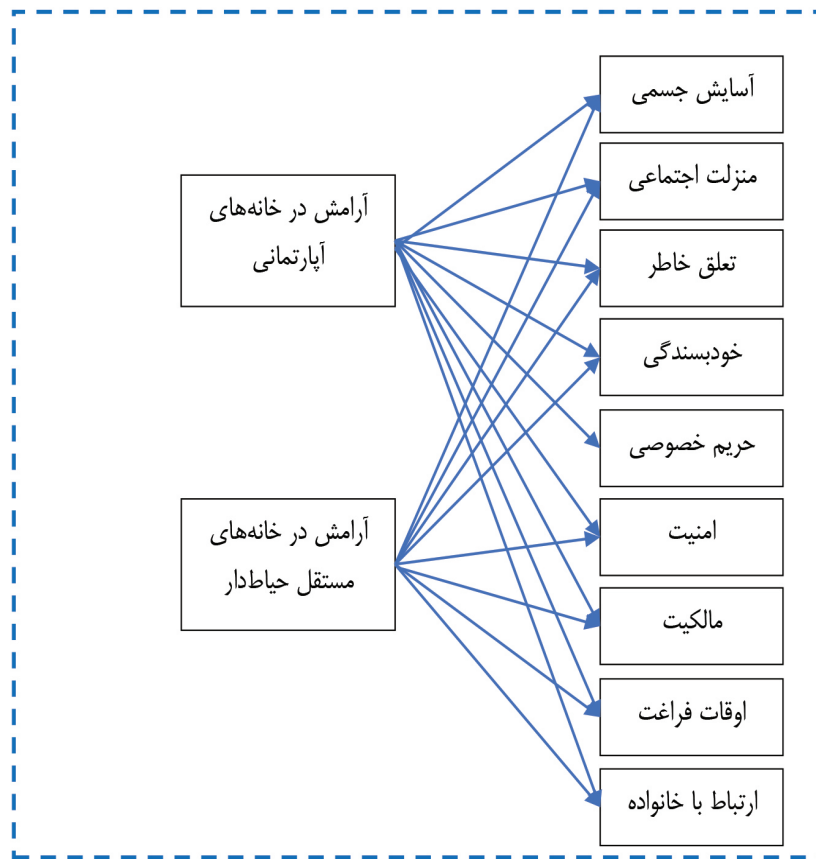 آسایش جسمی
منزلت اجتماعی
آرامش در خانه‌های
آپارتمانی
تعلق خاطر
خودبسندگی
حریم خصوصی
آرامش در خانه‌های
مستقل حیاط‌دار
امنیت
مالکیت
اوقات فراغت
ارتباط با خانواده